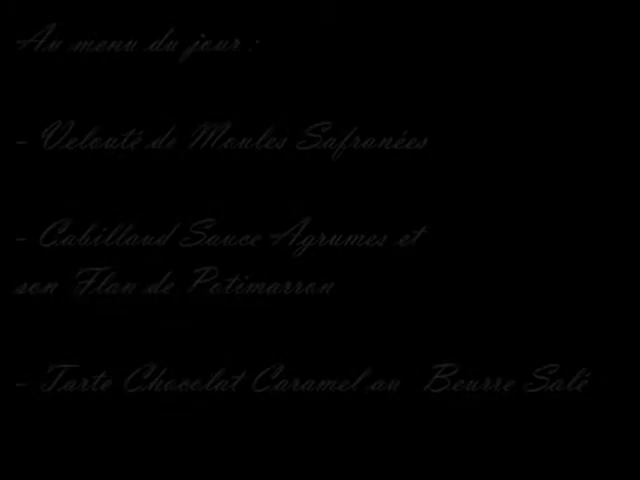 Au menu du jour :
- Velouté de Moules Safranées
- Cabillaud Sauce Agrumes et
son Flan de Potimarron
- Tarte Chocolat Caramel au Beurre Salé